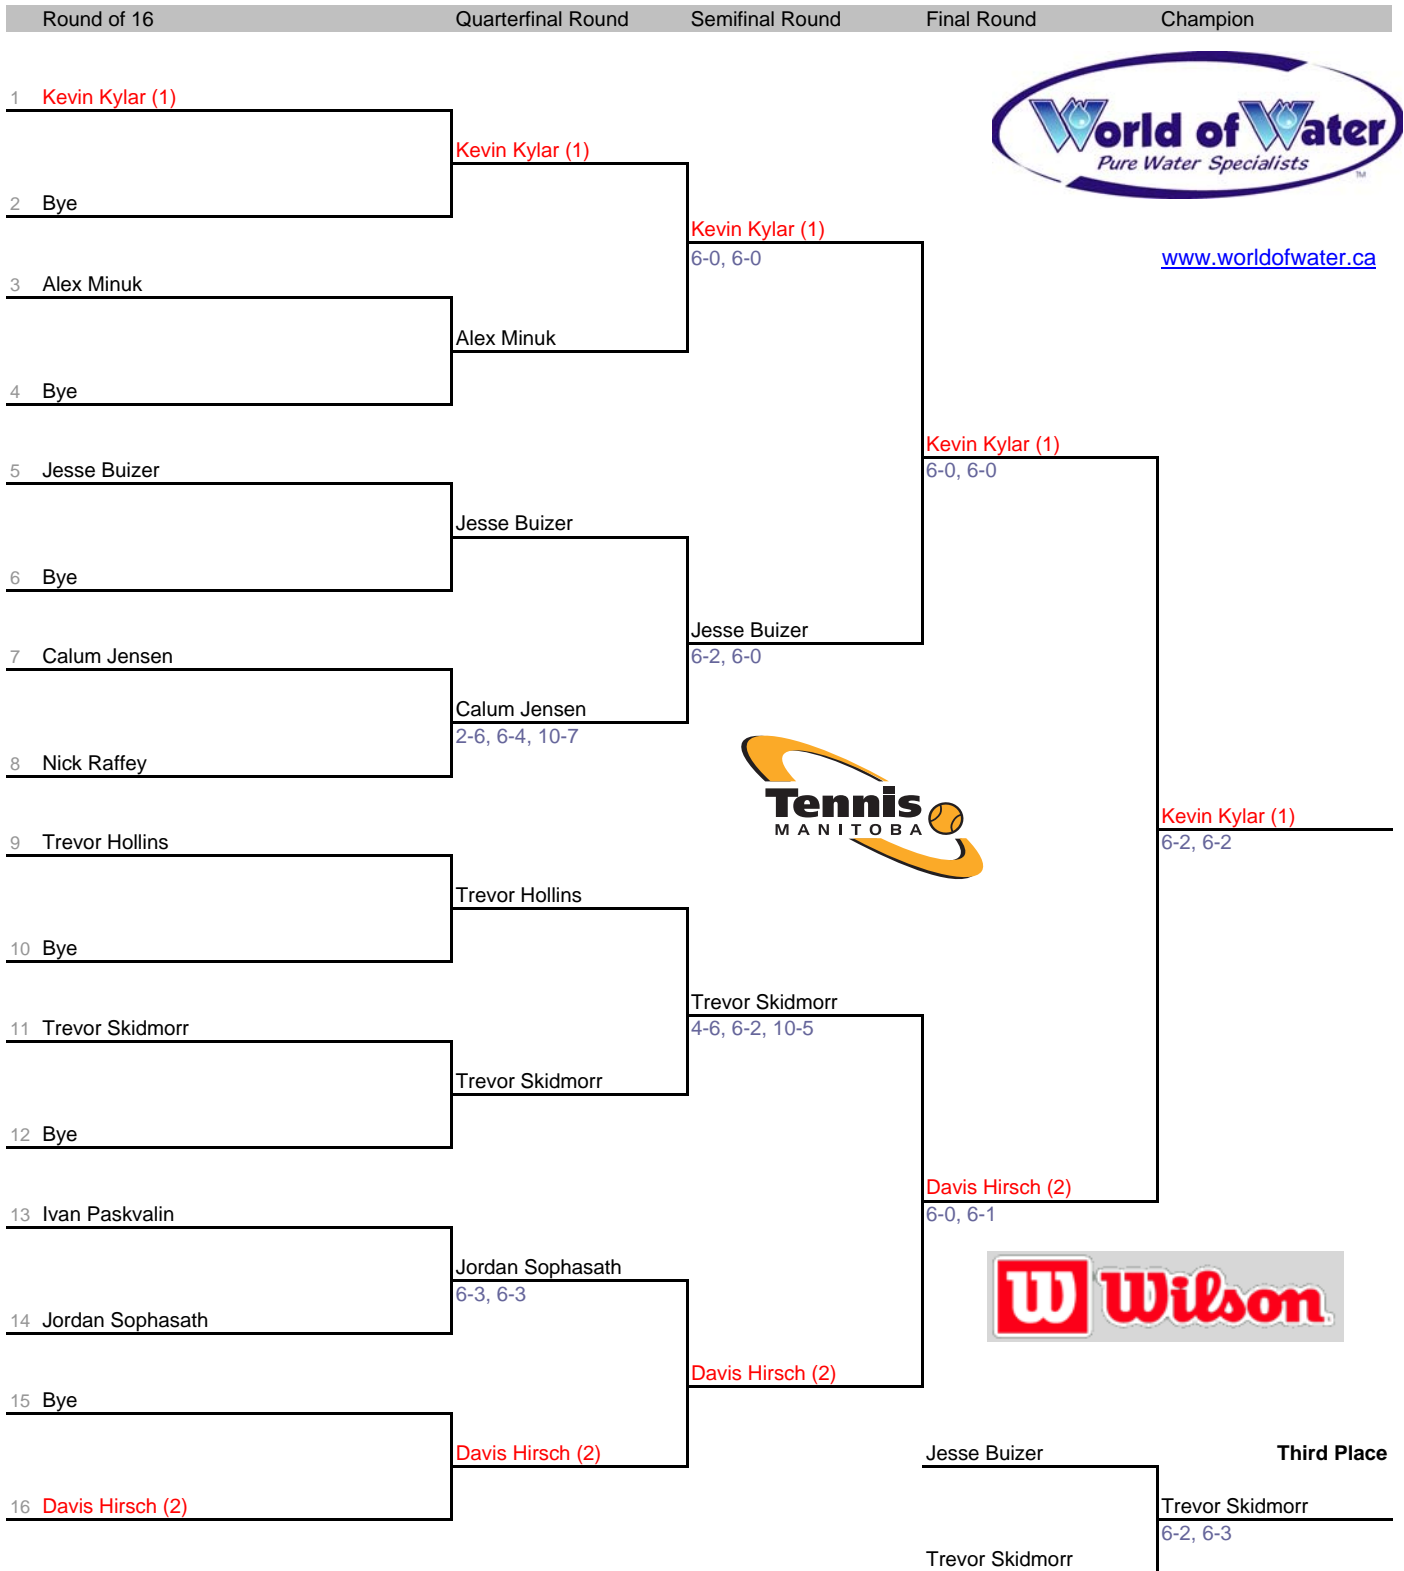 Round of 16 Quarterfinal Round Semifinal Round Final Round Champion
World of Water
Pure Water Specialists
TM
www.worldofwater.ca
1 Kevin Kylar (1)
2 Bye
3 Alex Minuk
4 Bye
5 Jesse Buizer
6 Bye
7 Calum Jensen
8 Nick Raffey
9 Trevor Hollins
10 Bye
11 Trevor Skidmorr
12 Bye
13 Ivan Paskvalin
14 Jordan Sophasath
15 Bye
16 Davis Hirsch (2)
Kevin Kylar (1)
Alex Minuk
Jesse Buizer
Calum Jensen
2-6, 6-4, 10-7
Trevor Hollins
Trevor Skidmorr
Jordan Sophasath
6-3, 6-3
Davis Hirsch (2)
Kevin Kylar (1)
6-0, 6-0
Jesse Buizer
6-2, 6-0
Tennis
MANITOBA
Trevor Skidmorr
4-6, 6-2, 10-5
Davis Hirsch (2)
Kevin Kylar (1)
6-0, 6-0
Davis Hirsch (2)
6-0, 6-1
Kevin Kylar (1)
6-2, 6-2
W Wilson
Jesse Buizer Third Place
Trevor Skidmorr
6-2, 6-3
Trevor Skidmorr